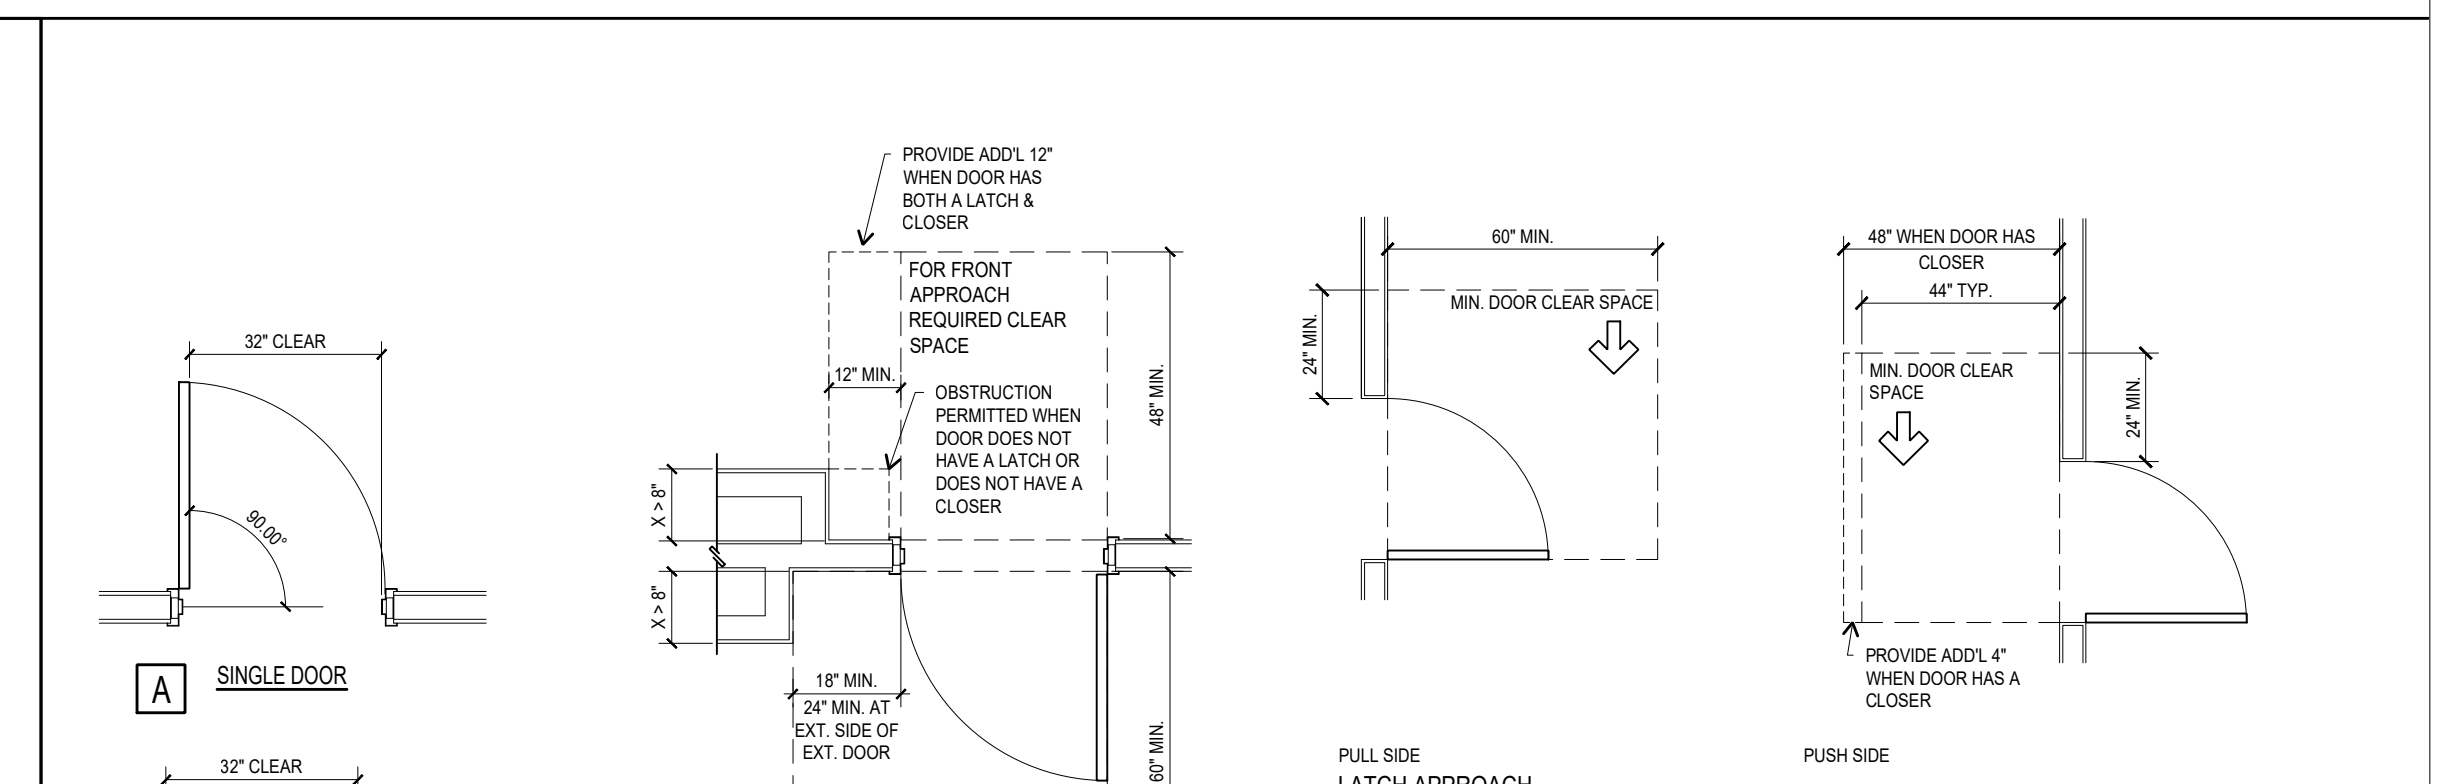 32" CLEAR
90.00°
A
SINGLE DOOR
32" CLEAR
PROVIDE ADD'L 12"
WHEN DOOR HAS
BOTH A LATCH &
CLOSER
FOR FRONT
APPROACH
REQUIRED CLEAR
SPACE
12" MIN.
OBSTRUCTION
PERMITTED WHEN
DOOR DOES NOT
HAVE A LATCH OR
DOES NOT HAVE A
CLOSER
48" MIN.
X > 8"
X > 8"
18" MIN.
24" MIN. AT
EXT. SIDE OF
EXT. DOOR
60" MIN.
60" MIN.
MIN. DOOR CLEAR SPACE
24" MIN.
PULL SIDE
LATCH APPROACH
48" WHEN DOOR HAS
CLOSER
44" TYP.
MIN. DOOR CLEAR
SPACE
24" MIN.
PROVIDE ADD'L 4"
WHEN DOOR HAS A
CLOSER
PUSH SIDE